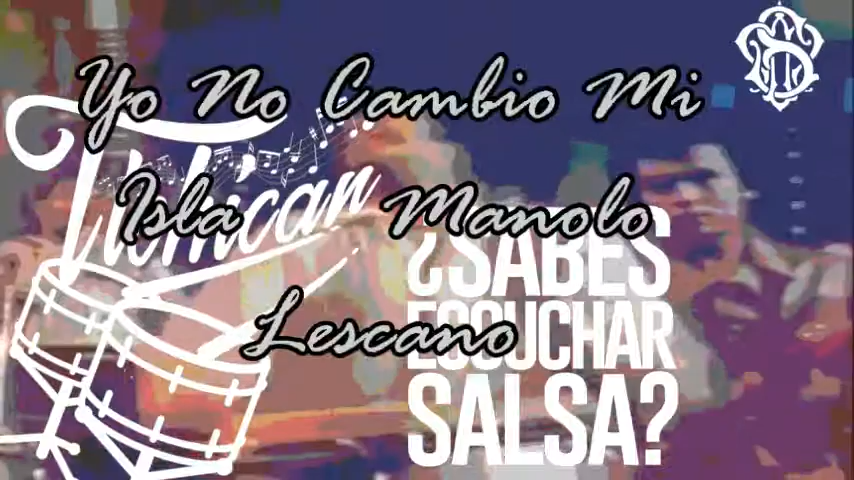 Yo No Cambio Mi
Isla Manolo
Lescano
¿SABES
ESCUCHAR
SALSA?